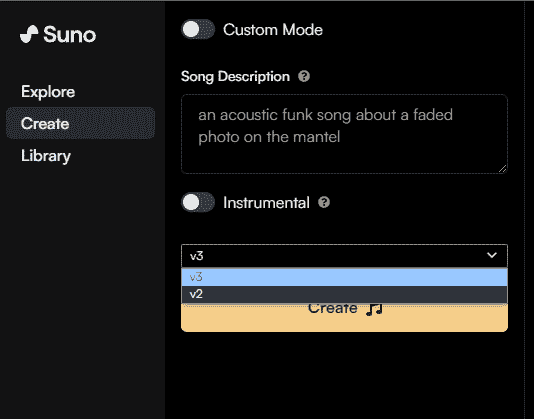 Suno
Explore
Create
Library
Custom Mode
Song Description ?
an acoustic funk song about a faded
photo on the mantel
Instrumental ?
v3
v3
v2
Create